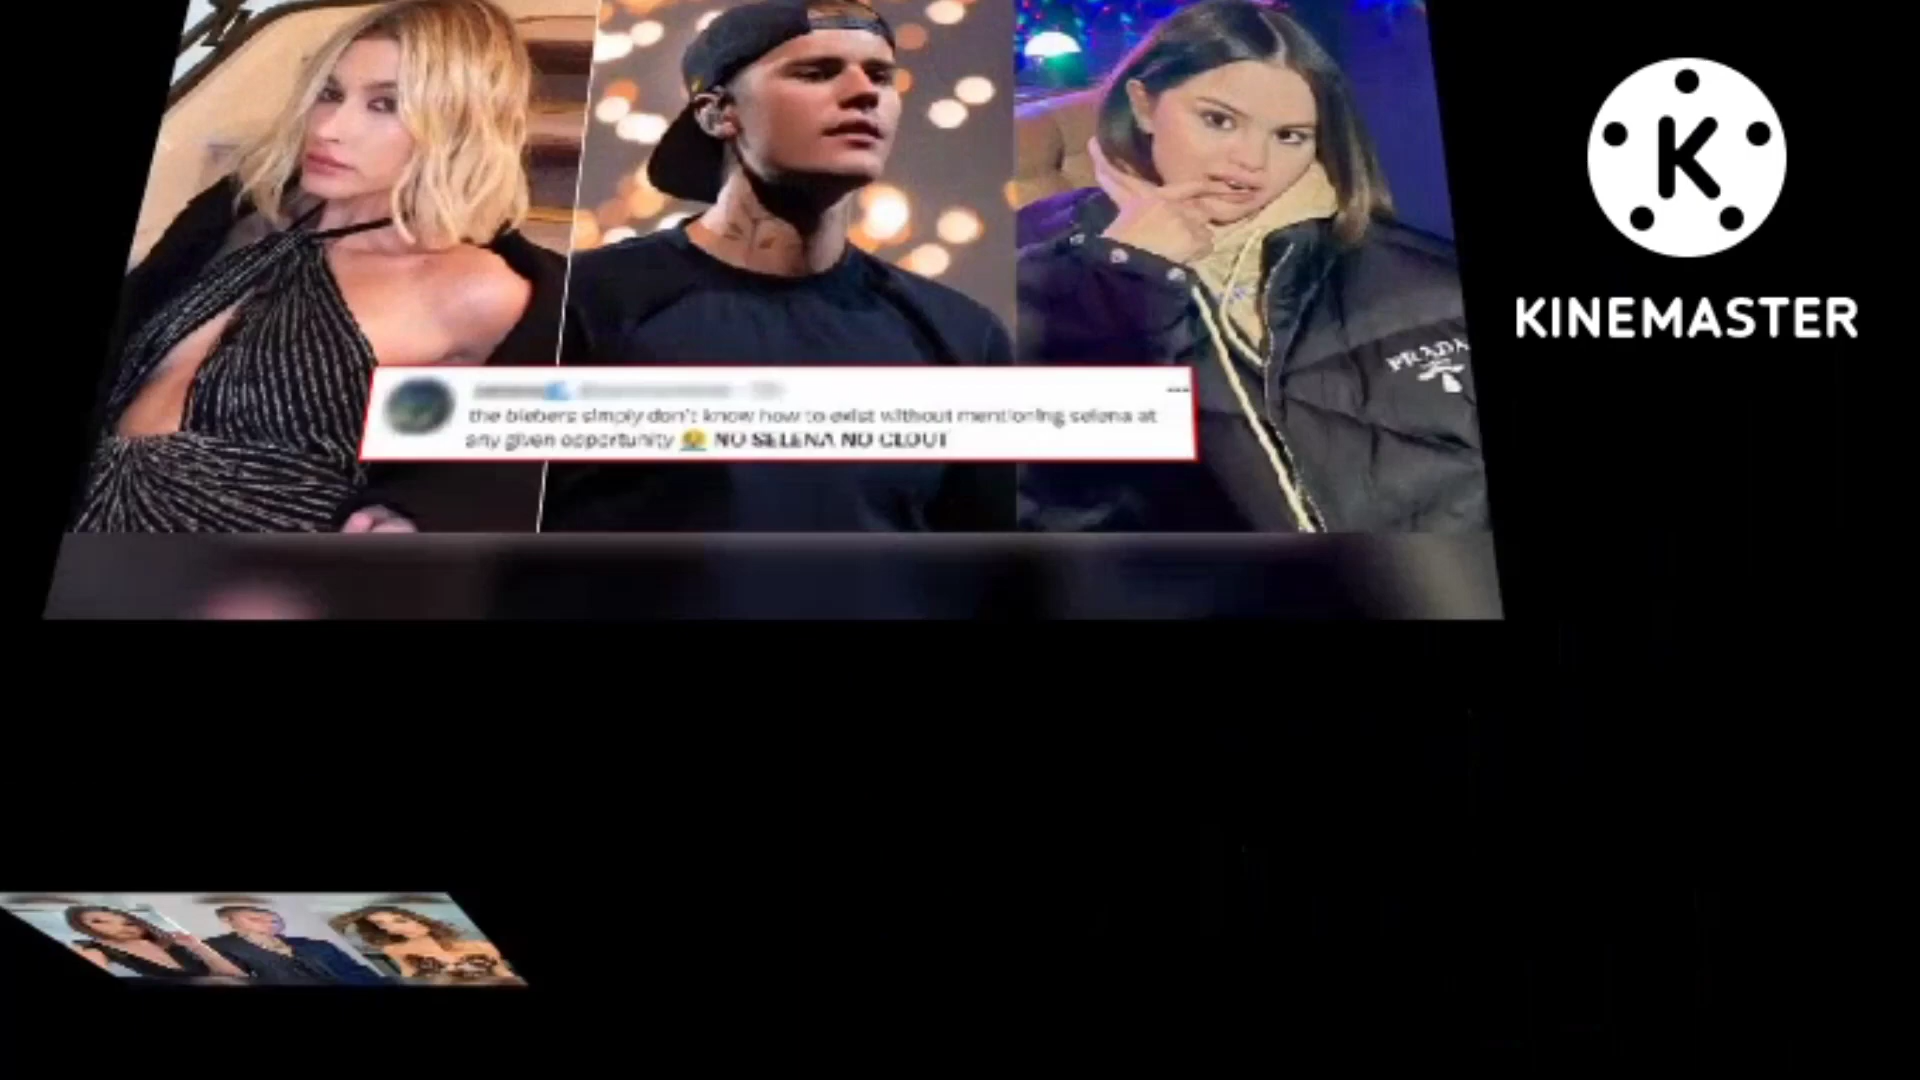 K
KINEMASTER
PRADA
the biebers simply don't know how to exist without mentioning selena at
any given opportunity NO SELENA NO CLOUT